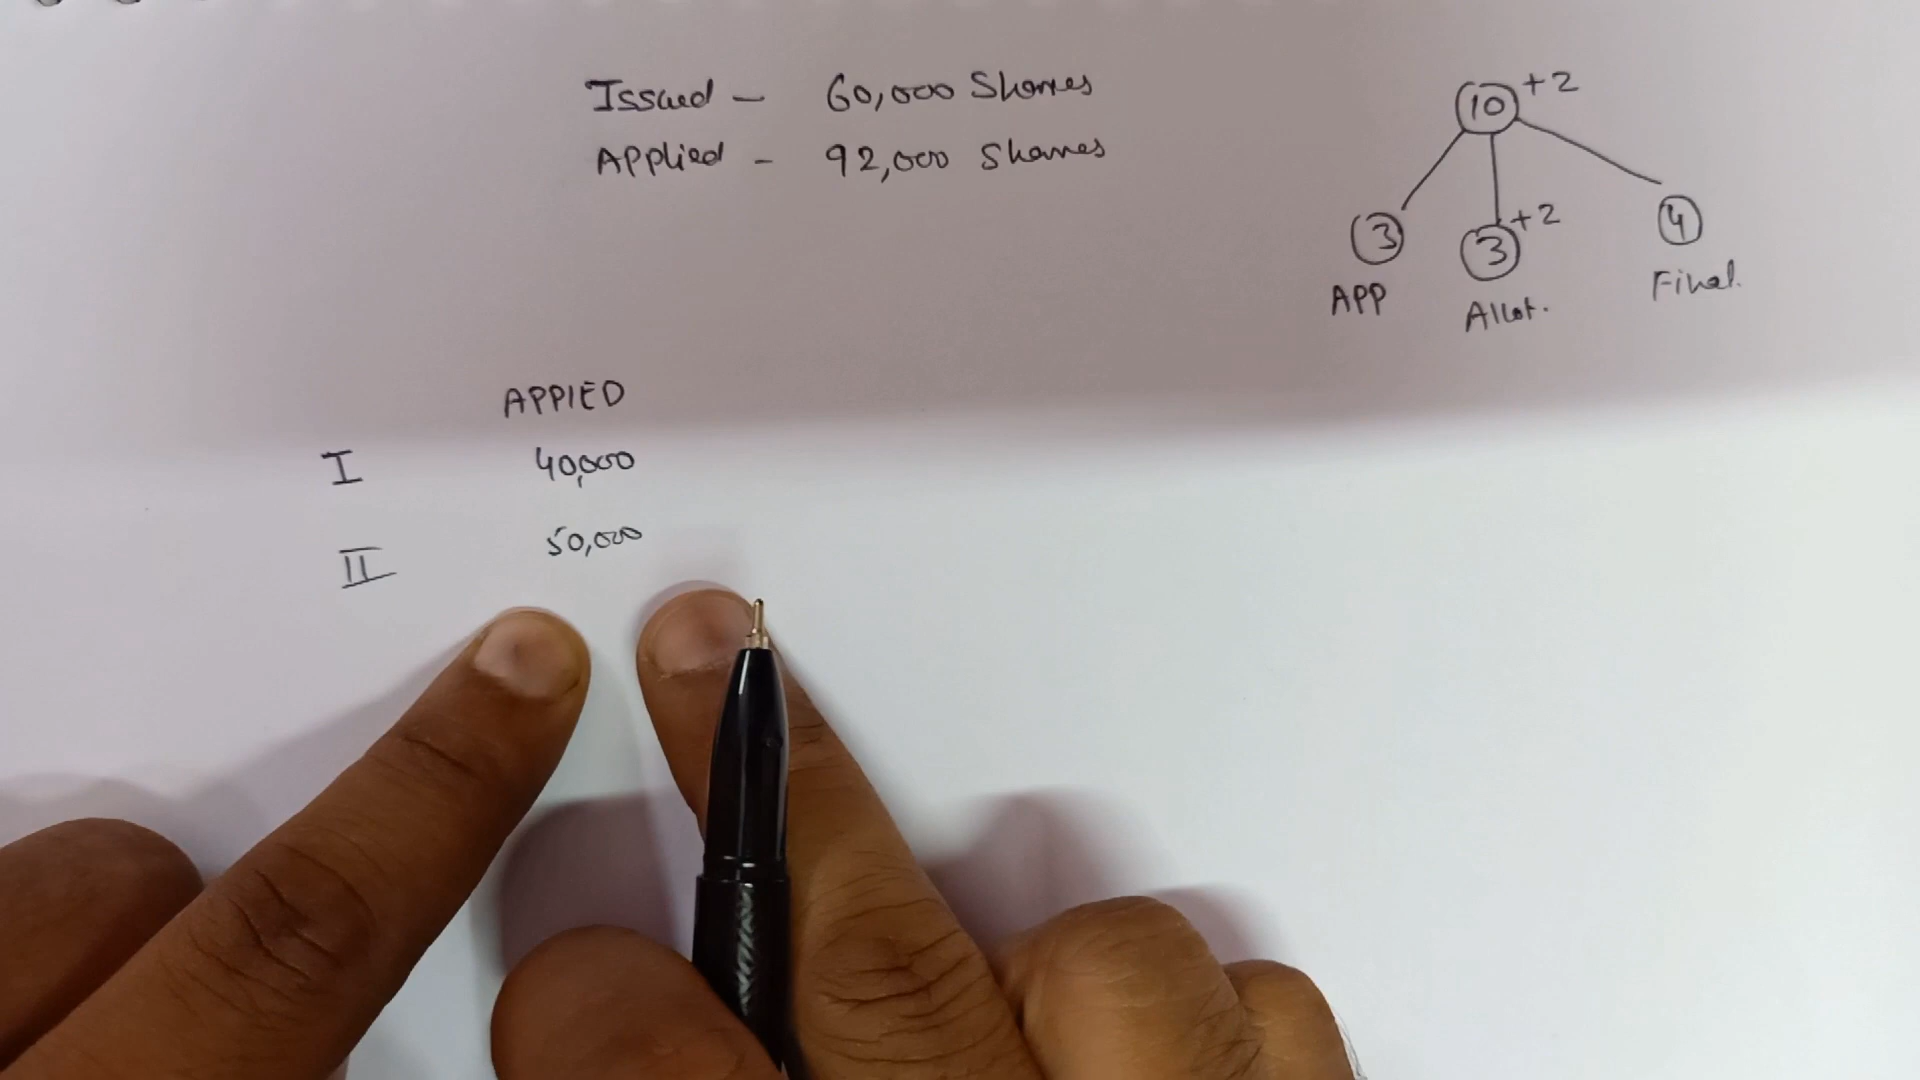 Issued - 60,000 Shares
Applied - 92,000 Shares
10 +2
3 3 +2 4
APP Allot. Final.
APPIED
I 40,000
II 50,000